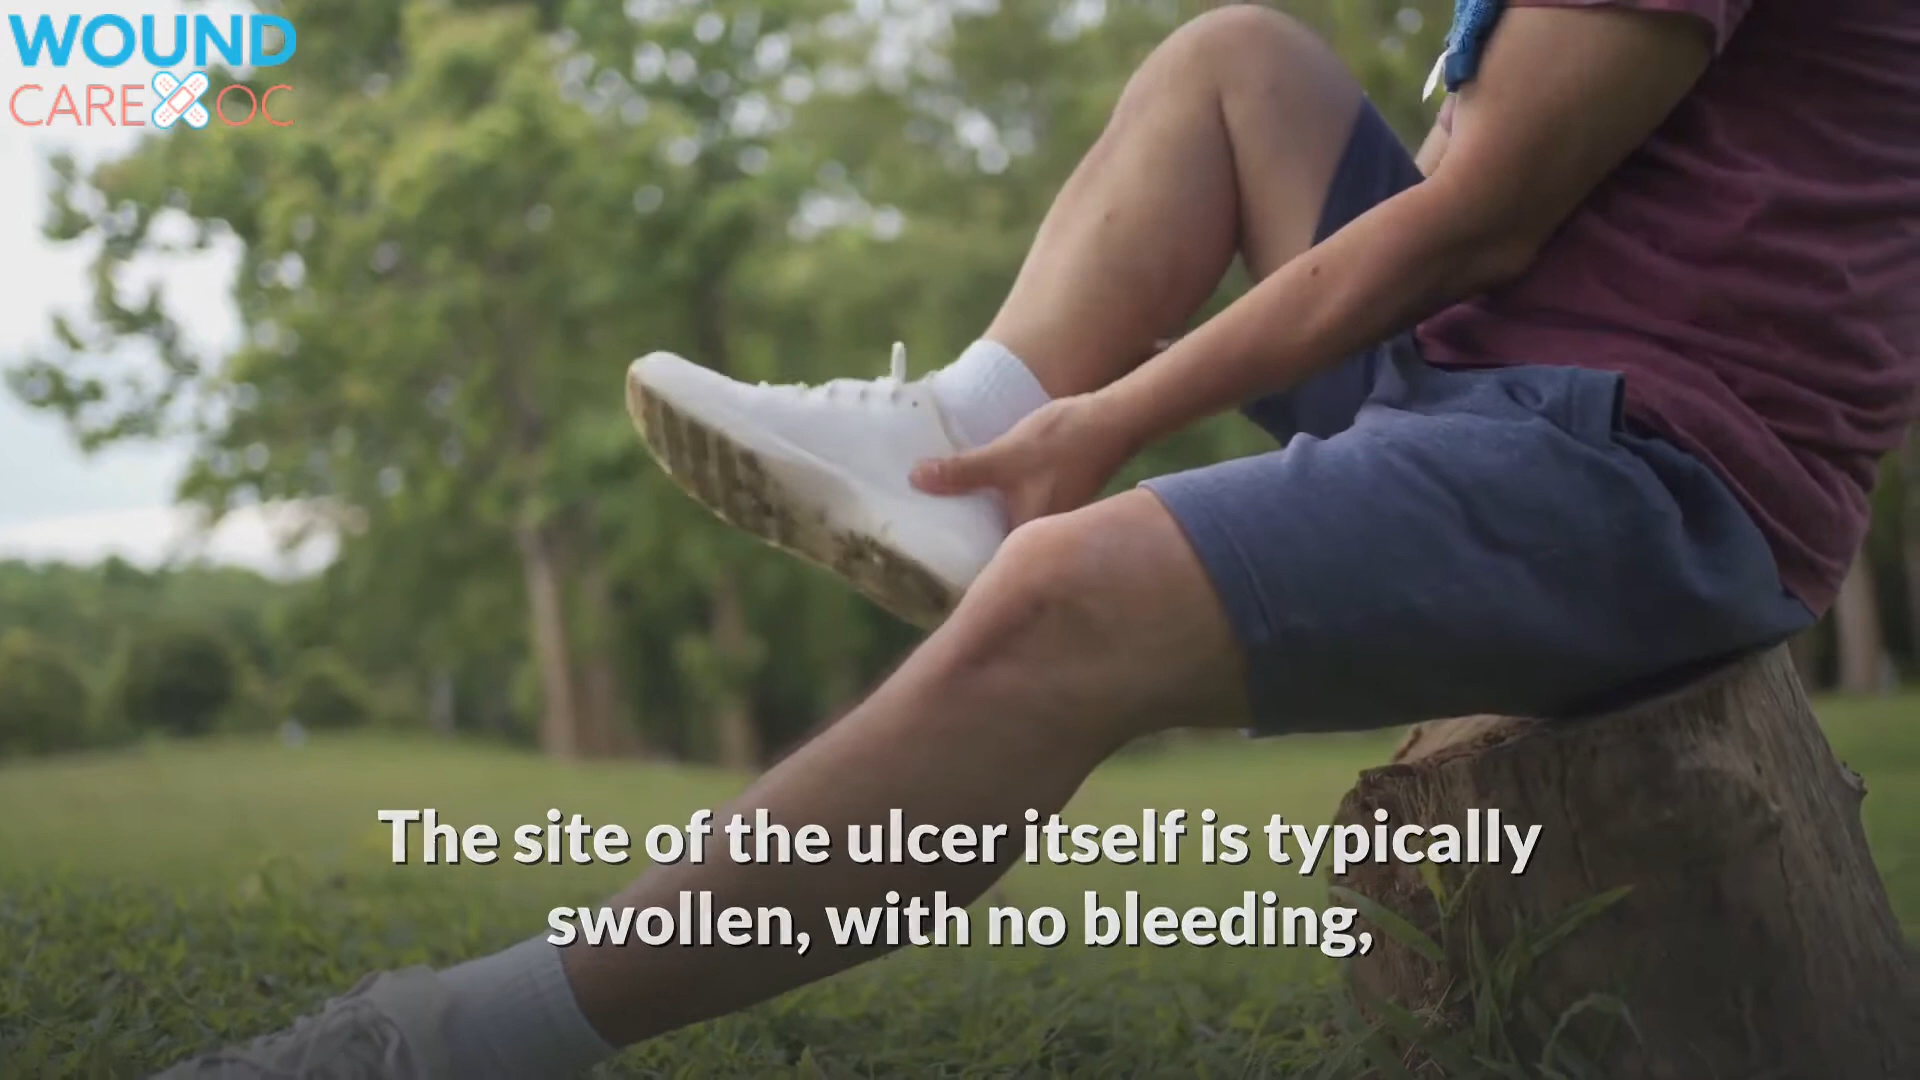 WOUND
CARE OC
The site of the ulcer itself is typically
swollen, with no bleeding,